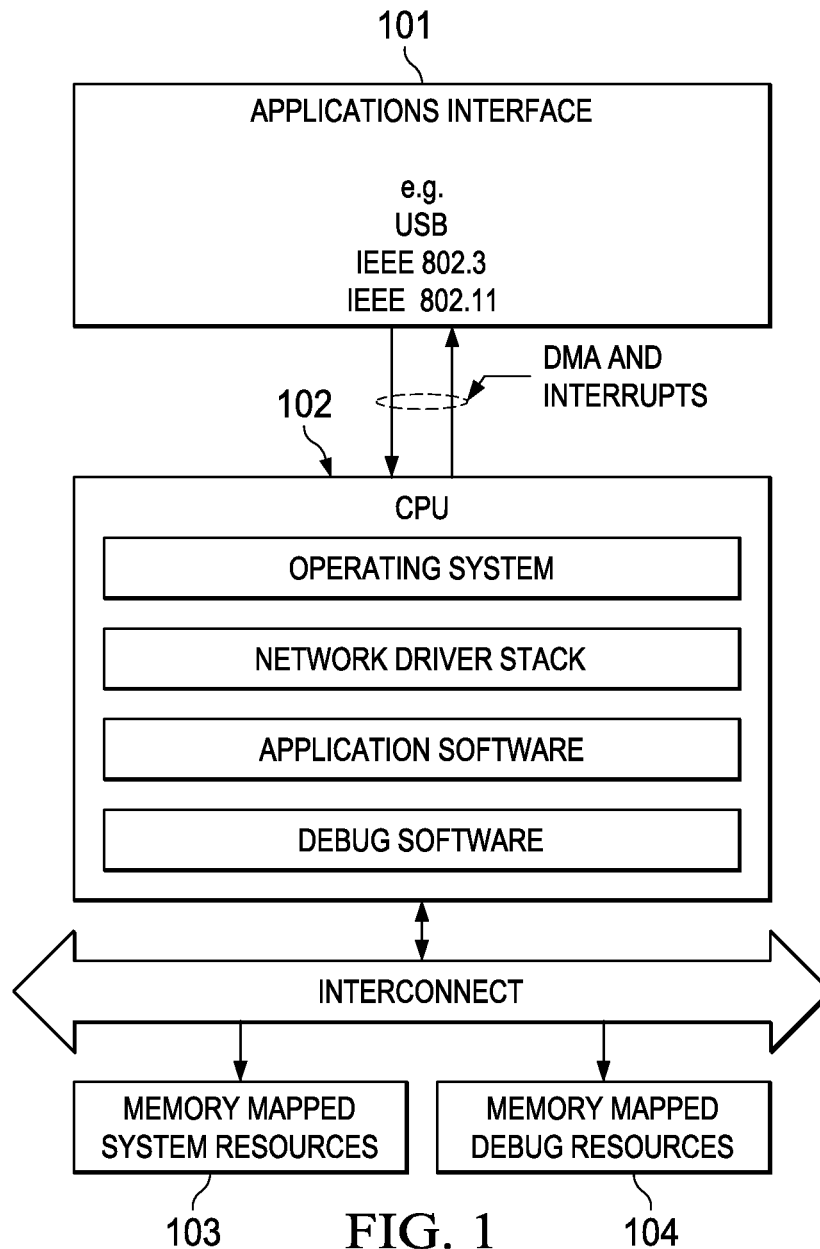 101
APPLICATIONS INTERFACE
e.g.
USB
IEEE 802.3
IEEE 802.11
DMA AND
INTERRUPTS
102
CPU
OPERATING SYSTEM
NETWORK DRIVER STACK
APPLICATION SOFTWARE
DEBUG SOFTWARE
INTERCONNECT
MEMORY MAPPED
SYSTEM RESOURCES
MEMORY MAPPED
DEBUG RESOURCES
103
104
FIG. 1